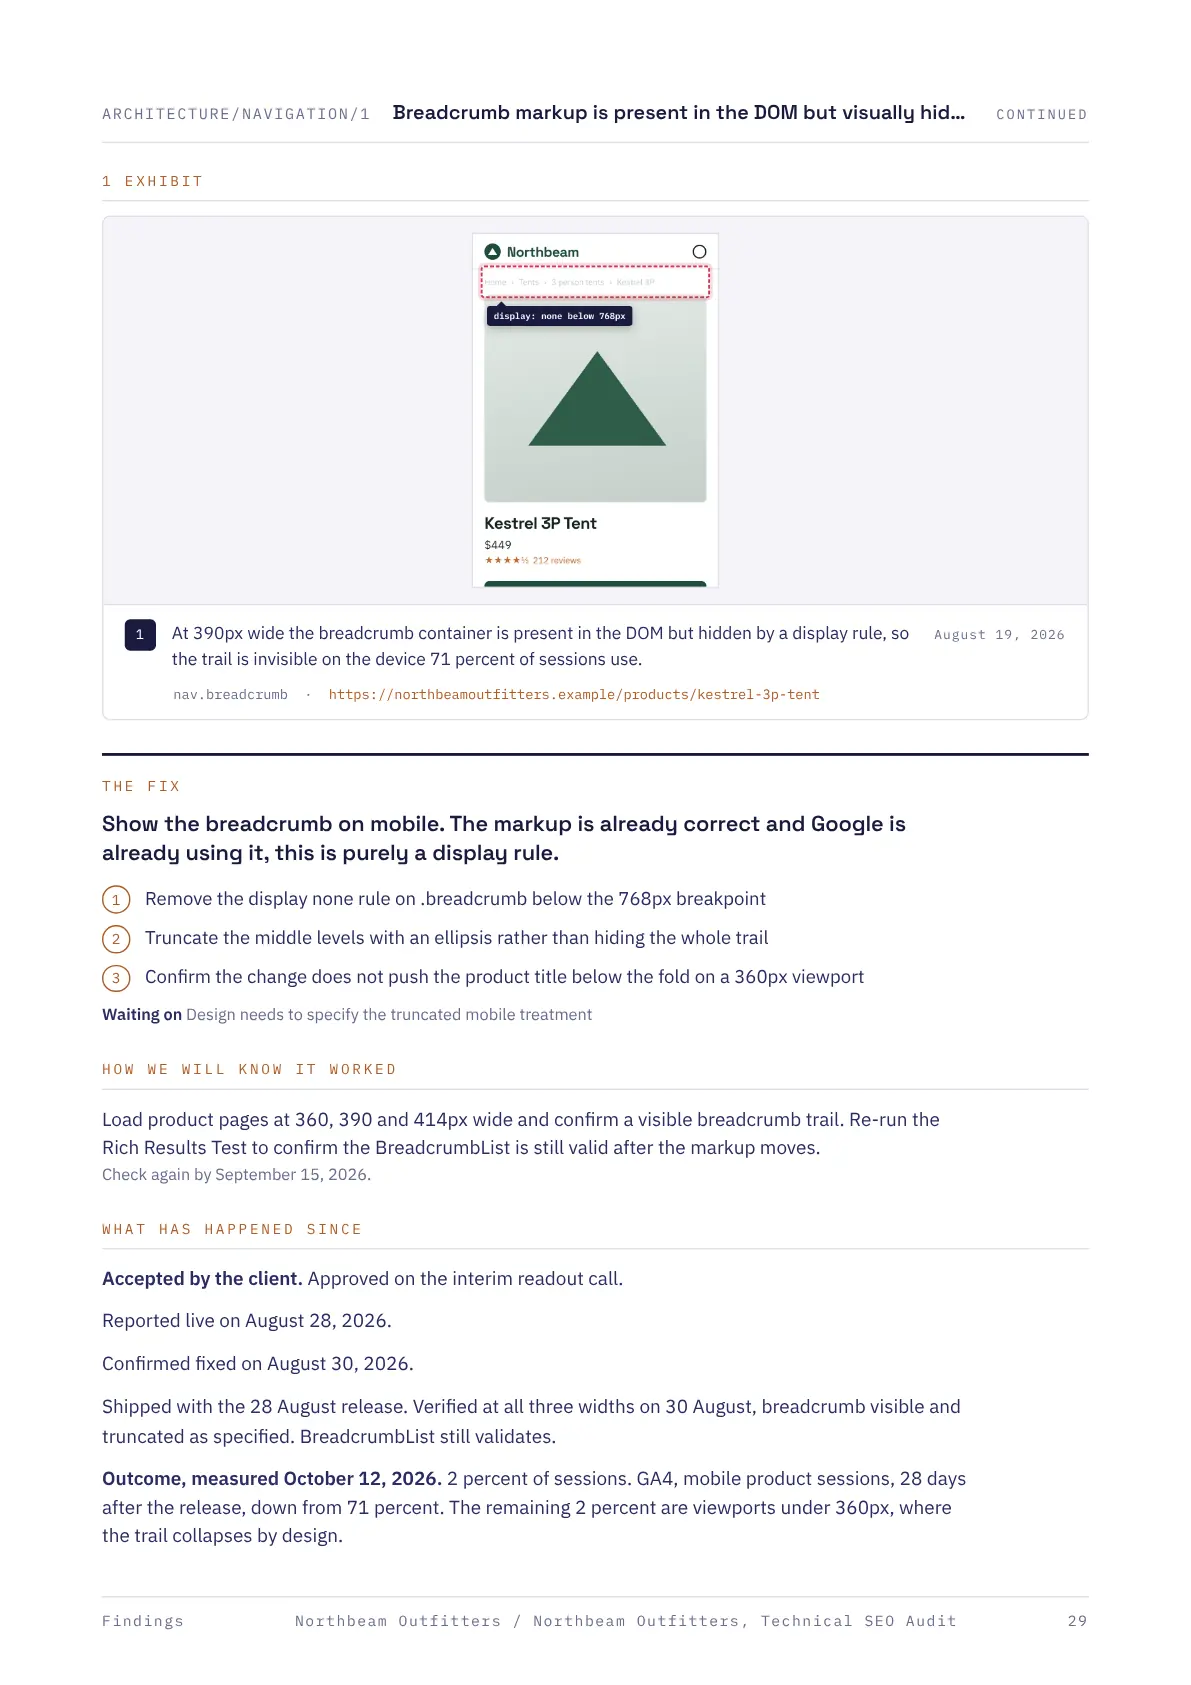 ARCHITECTURE/NAVIGATION/1 Breadcrumb markup is present in the DOM but visually hid... CONTINUED
1 EXHIBIT
Northbeam
Home › Tents › 3 person tents › Kestrel 3P
display: none below 768px
Kestrel 3P Tent
$449
★★★★½ 212 reviews
1 At 390px wide the breadcrumb container is present in the DOM but hidden by a display rule, so August 19, 2026
the trail is invisible on the device 71 percent of sessions use.
nav.breadcrumb · https://northbeamoutfitters.example/products/kestrel-3p-tent
THE FIX
Show the breadcrumb on mobile. The markup is already correct and Google is
already using it, this is purely a display rule.
1 Remove the display none rule on .breadcrumb below the 768px breakpoint
2 Truncate the middle levels with an ellipsis rather than hiding the whole trail
3 Confirm the change does not push the product title below the fold on a 360px viewport
Waiting on Design needs to specify the truncated mobile treatment
HOW WE WILL KNOW IT WORKED
Load product pages at 360, 390 and 414px wide and confirm a visible breadcrumb trail. Re-run the
Rich Results Test to confirm the BreadcrumbList is still valid after the markup moves.
Check again by September 15, 2026.
WHAT HAS HAPPENED SINCE
Accepted by the client. Approved on the interim readout call.
Reported live on August 28, 2026.
Confirmed fixed on August 30, 2026.
Shipped with the 28 August release. Verified at all three widths on 30 August, breadcrumb visible and
truncated as specified. BreadcrumbList still validates.
Outcome, measured October 12, 2026. 2 percent of sessions. GA4, mobile product sessions, 28 days
after the release, down from 71 percent. The remaining 2 percent are viewports under 360px, where
the trail collapses by design.
Findings Northbeam Outfitters / Northbeam Outfitters, Technical SEO Audit 29